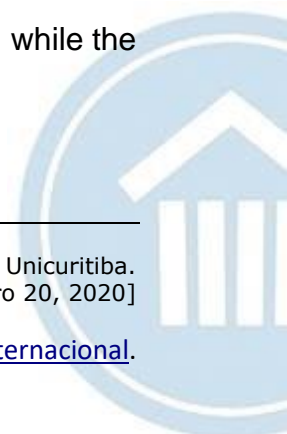 while the
Unicuritiba.
ro 20, 2020]
ternacional.